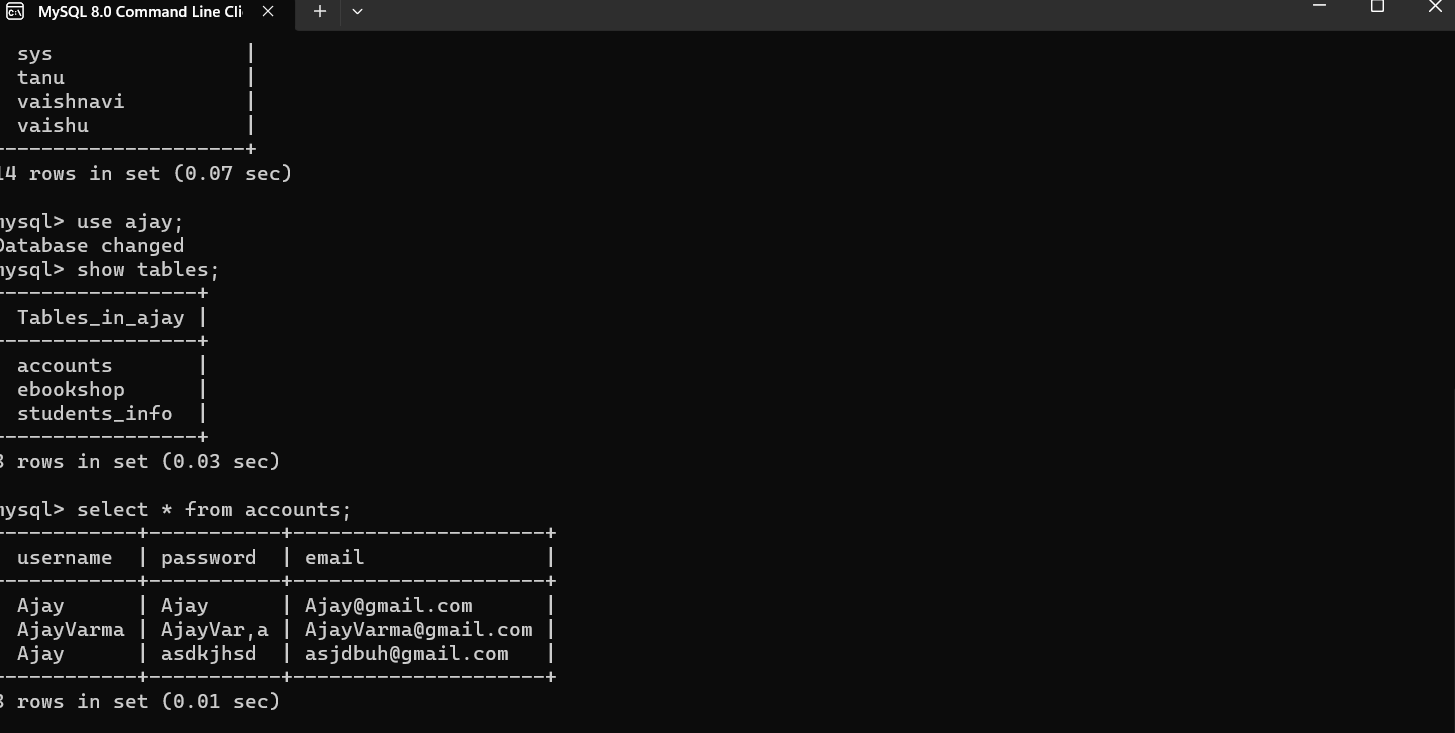 MySQL 8.0 Command Line Cli
sys |
tanu |
vaishnavi |
vaishu |
--------------------+
14 rows in set (0.07 sec)
mysql> use ajay;
Database changed
mysql> show tables;
----------------+
Tables_in_ajay |
----------------+
accounts |
ebookshop |
students_info |
----------------+
3 rows in set (0.03 sec)
mysql> select * from accounts;
-----------+-----------+---------------------+
username | password | email |
-----------+-----------+---------------------+
Ajay | Ajay | Ajay@gmail.com |
AjayVarma | AjayVar,a | AjayVarma@gmail.com |
Ajay | asdkjhsd | asjdbuh@gmail.com |
-----------+-----------+---------------------+
3 rows in set (0.01 sec)